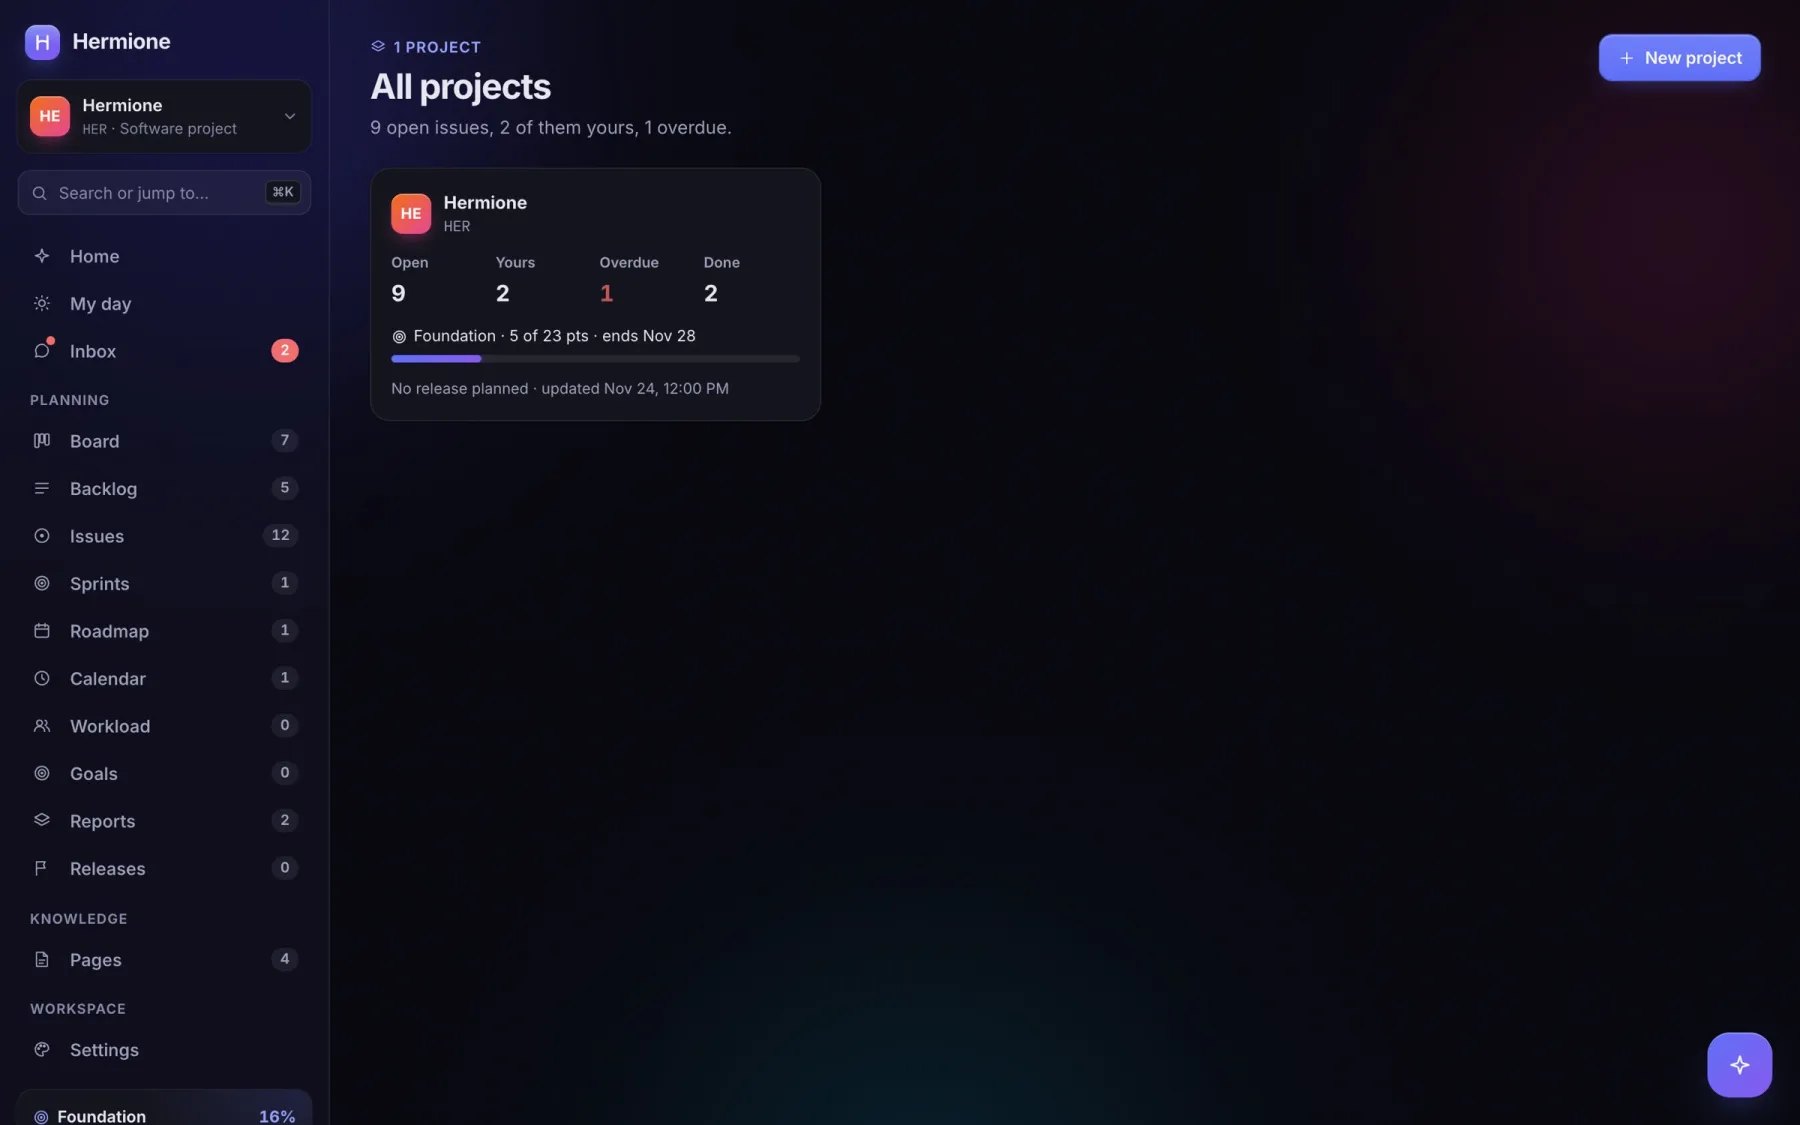 H Hermione
HE Hermione
HER · Software project
Search or jump to... ⌘K
Home
My day
Inbox 2
PLANNING
Board 7
Backlog 5
Issues 12
Sprints 1
Roadmap 1
Calendar 1
Workload 0
Goals 0
Reports 2
Releases 0
KNOWLEDGE
Pages 4
WORKSPACE
Settings
Foundation 16%
1 PROJECT
All projects
9 open issues, 2 of them yours, 1 overdue.
+ New project
HE Hermione
HER
Open Yours Overdue Done
9 2 1 2
Foundation · 5 of 23 pts · ends Nov 28
No release planned · updated Nov 24, 12:00 PM